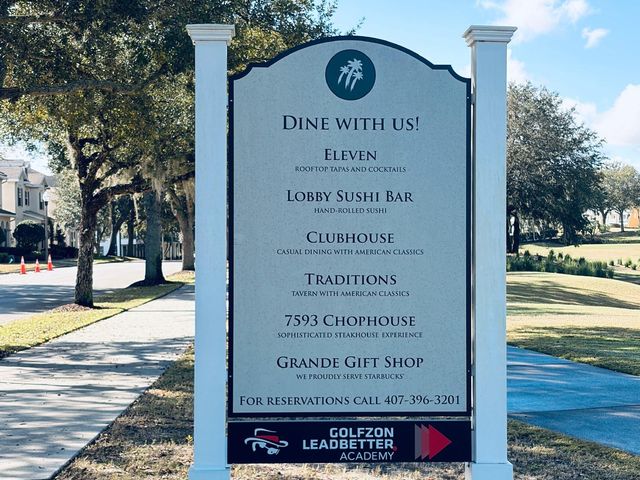 DINE WITH US!
ELEVEN
ROOFTOP TAPAS AND COCKTAILS
LOBBY SUSHI BAR
HAND-ROLLED SUSHI
CLUBHOUSE
CASUAL DINING WITH AMERICAN CLASSICS
TRADITIONS
TAVERN WITH AMERICAN CLASSICS
7593 CHOPHOUSE
SOPHISTICATED STEAKHOUSE EXPERIENCE
GRANDE GIFT SHOP
WE PROUDLY SERVE STARBUCKS®
FOR RESERVATIONS CALL 407-396-3201
GOLFZON
LEADBETTER
ACADEMY